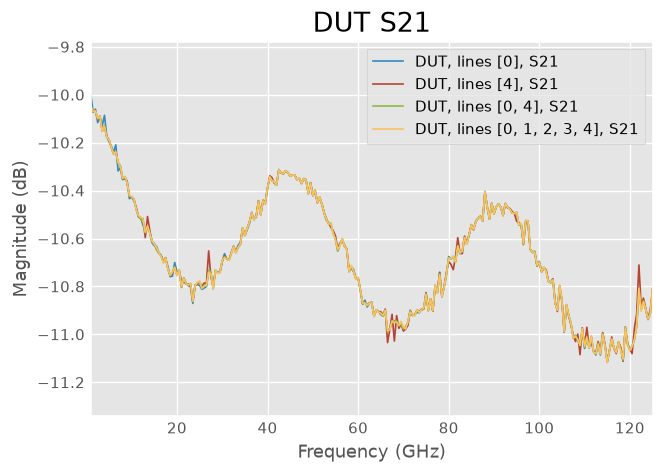 DUT S21
DUT, lines [0], S21
DUT, lines [4], S21
DUT, lines [0, 4], S21
DUT, lines [0, 1, 2, 3, 4], S21
Magnitude (dB)
−9.8
−10.0
−10.2
−10.4
−10.6
−10.8
−11.0
−11.2
20 40 60 80 100 120
Frequency (GHz)